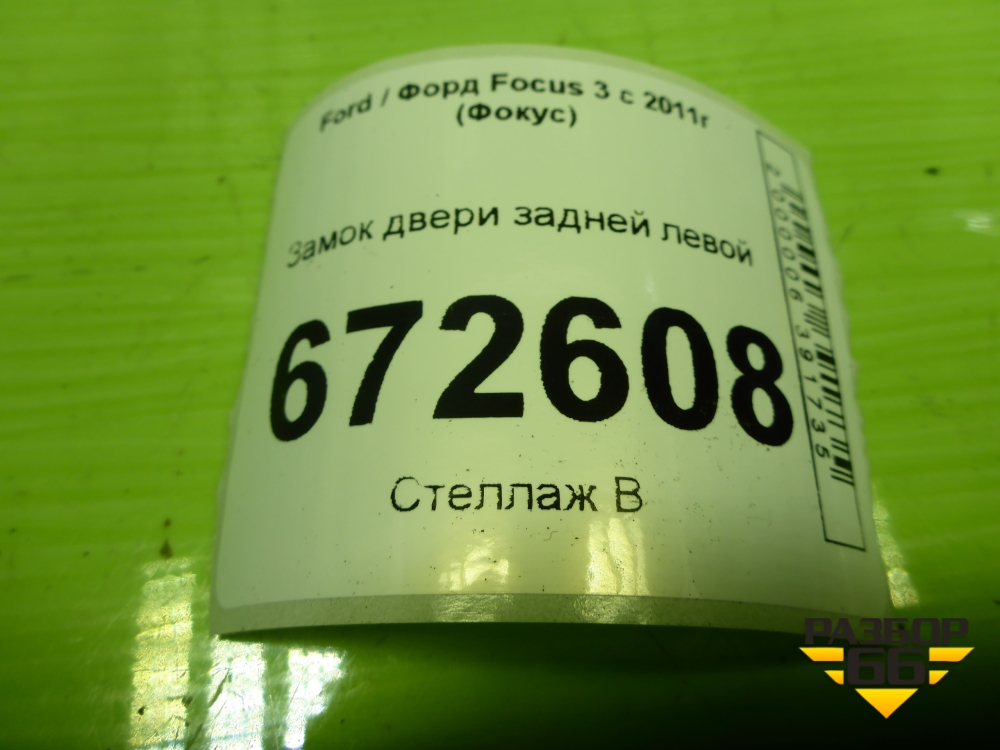 Ford / Форд Focus 3 с 2011г
(Фокус)
Замок двери задней левой
672608
Стеллаж В
2000006391735
РАЗБОР
66